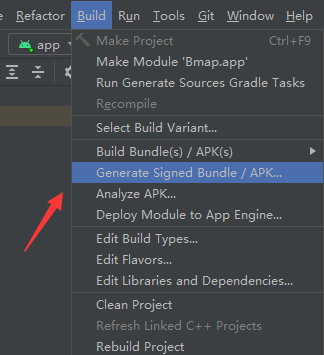 Refactor Build Run Tools Git Window
Make Project Ctrl+F9
app
Make Module 'Bmap.app'
Run Generate Sources Gradle Tasks
Recompile
Select Build Variant...
Build Bundle(s) / APK(s)
Generate Signed Bundle / APK...
Analyze APK...
Deploy Module to App Engine...
Edit Build Types...
Edit Flavors...
Edit Libraries and Dependencies...
Clean Project
Refresh Linked C++ Projects
Rebuild Project